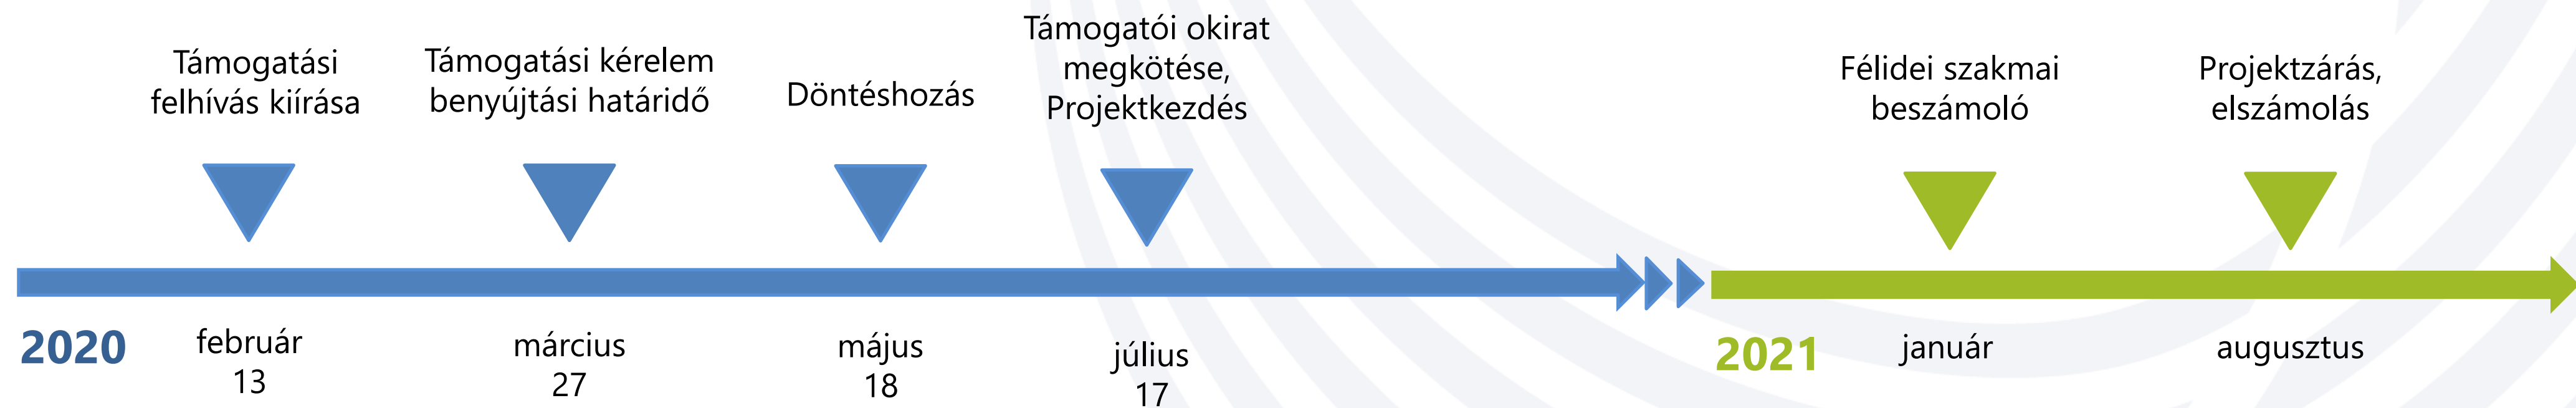 Támogatási
felhívás kiírása
Támogatási kérelem
benyújtási határidő
Döntéshozás
Támogatói okirat
megkötése,
Projektkezdés
Félidei szakmai
beszámoló
Projektzárás,
elszámolás
2020
február
13
március
27
május
18
július
17
2021
január
augusztus